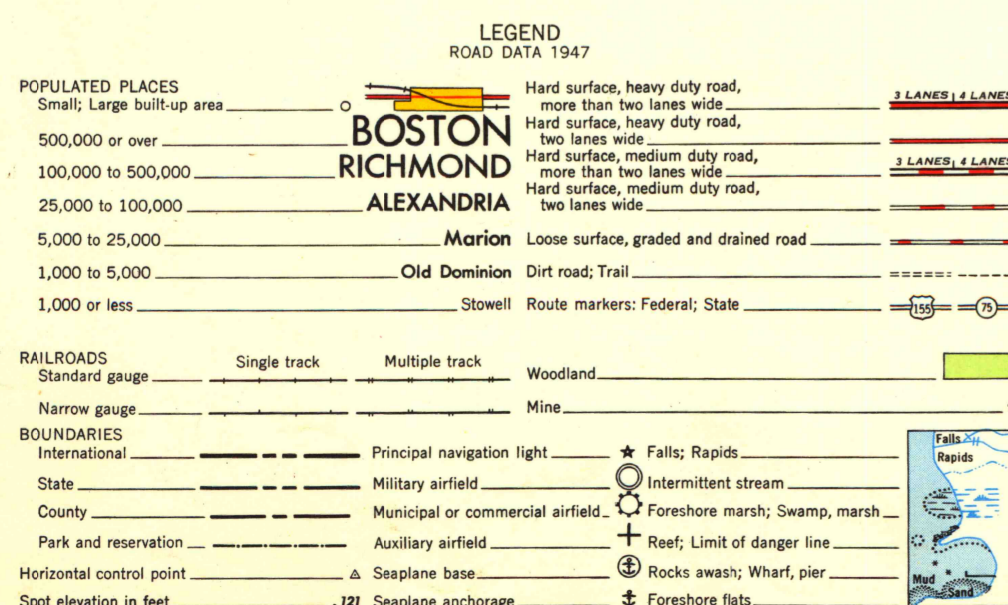 LEGEND
ROAD DATA 1947
POPULATED PLACES
Small; Large built-up area
500,000 or over BOSTON
100,000 to 500,000 RICHMOND
25,000 to 100,000 ALEXANDRIA
5,000 to 25,000 Marion
1,000 to 5,000 Old Dominion
1,000 or less Stowell
Hard surface, heavy duty road,
more than two lanes wide 3 LANES 4 LANES
Hard surface, heavy duty road,
two lanes wide
Hard surface, medium duty road,
more than two lanes wide 3 LANES 4 LANES
Hard surface, medium duty road,
two lanes wide
Loose surface, graded and drained road
Dirt road; Trail
Route markers: Federal; State 155 75
RAILROADS Single track Multiple track
Standard gauge
Narrow gauge
Woodland
Mine
BOUNDARIES
International
State
County
Park and reservation
Horizontal control point
Spot elevation in feet .121
Principal navigation light
Military airfield
Municipal or commercial airfield
Auxiliary airfield
Seaplane base
Seaplane anchorage
Falls; Rapids
Intermittent stream
Foreshore marsh; Swamp, marsh
Reef; Limit of danger line
Rocks awash; Wharf, pier
Foreshore flats
Falls
Rapids
Mud
Sand